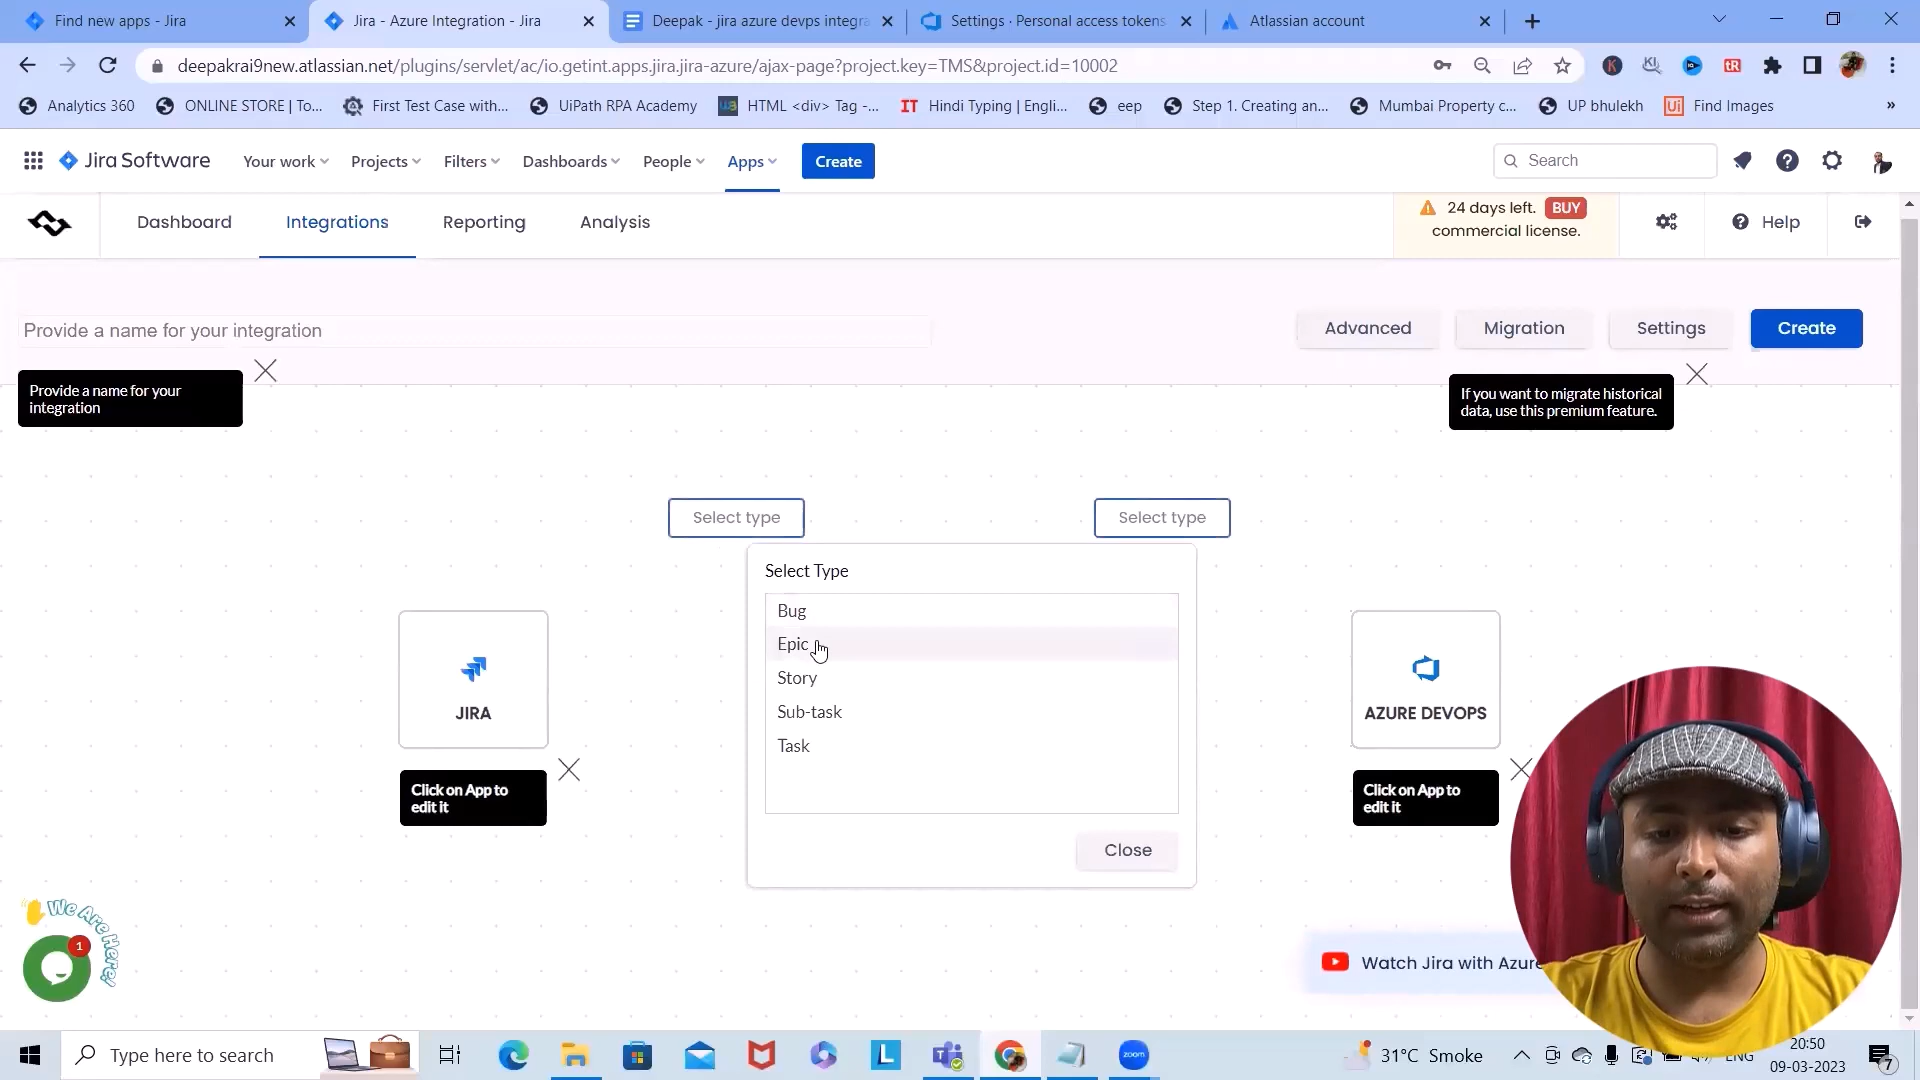 Find new apps - Jira
Jira - Azure Integration - Jira
Deepak - jira azure devps integra
Settings · Personal access tokens
Atlassian account
deepakrai9new.atlassian.net/plugins/servlet/ac/io.getint.apps.jira.jira-azure/ajax-page?project.key=TMS&project.id=10002
Analytics 360
ONLINE STORE | To...
First Test Case with...
UiPath RPA Academy
HTML <div> Tag -...
IT
Hindi Typing | Engli...
eep
Step 1. Creating an...
Mumbai Property c...
UP bhulekh
Ui
Find Images
»
Jira Software
Your work
Projects
Filters
Dashboards
People
Apps
Create
Search
Dashboard
Integrations
Reporting
Analysis
24 days left. BUY
commercial license.
Help
Provide a name for your integration
Advanced
Migration
Settings
Create
Provide a name for your
integration
If you want to migrate historical
data, use this premium feature.
Select type
Select type
Select Type
Bug
Epic
Story
Sub-task
Task
Close
JIRA
Click on App to
edit it
AZURE DEVOPS
Click on App to
edit it
We Are Here!
1
Watch Jira with Azure
Type here to search
L
zoom
31°C Smoke
ENG
20:50
09-03-2023
7